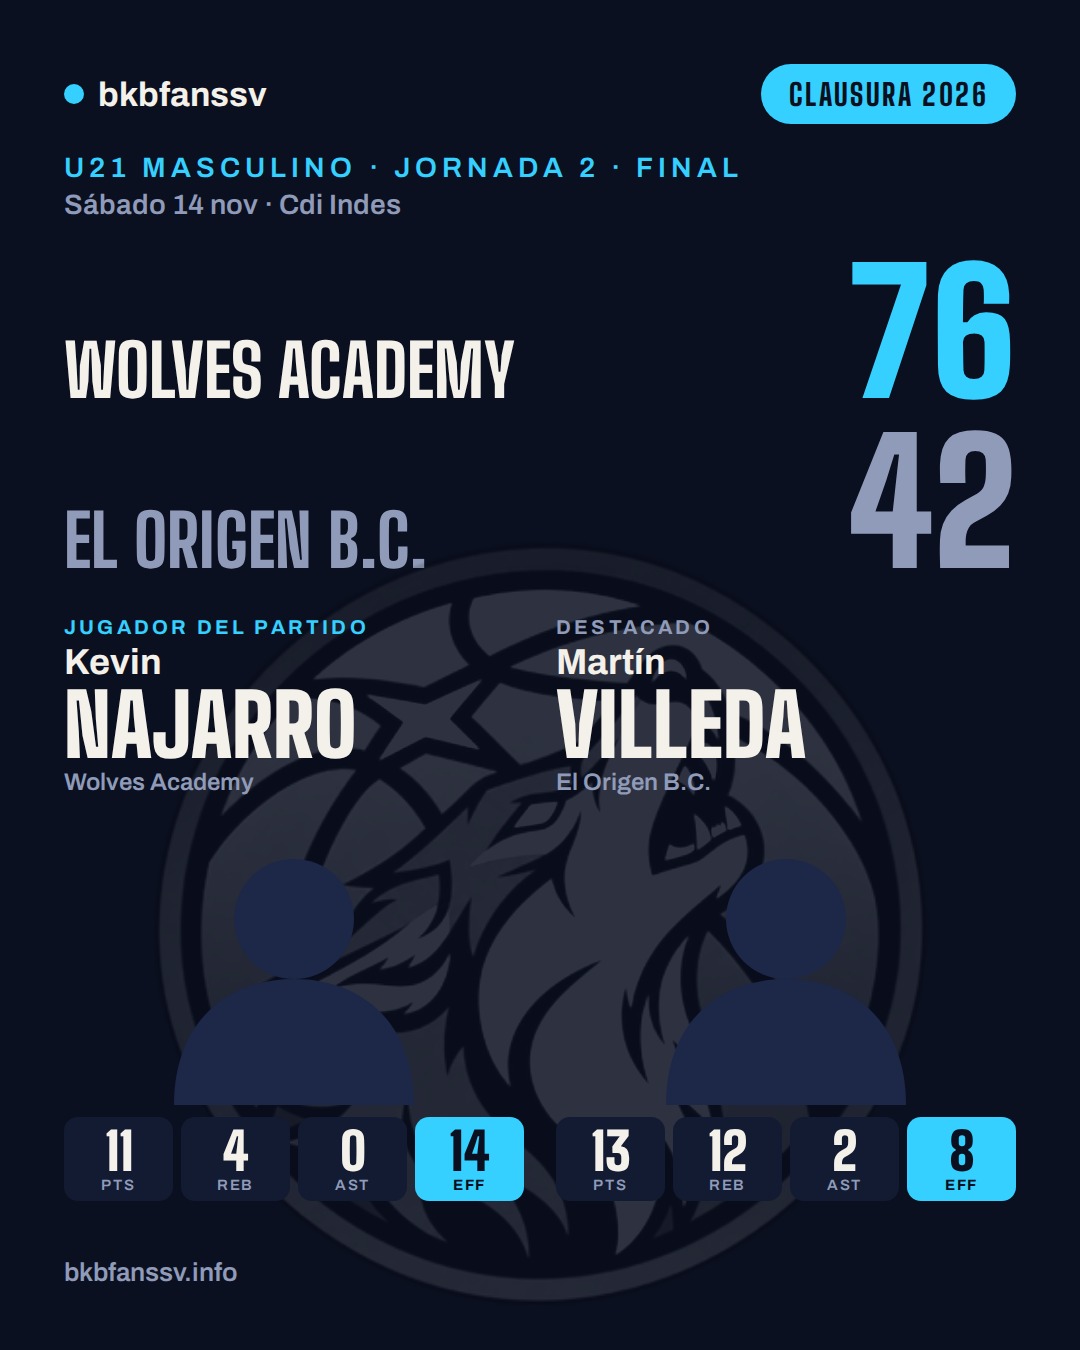 bkbfanssv
CLAUSURA 2026
U21 MASCULINO · JORNADA 2 · FINAL
Sábado 14 nov · Cdi Indes
WOLVES ACADEMY 76
EL ORIGEN B.C. 42
JUGADOR DEL PARTIDO
Kevin
NAJARRO
Wolves Academy
11 PTS
4 REB
0 AST
14 EFF
DESTACADO
Martín
VILLEDA
El Origen B.C.
13 PTS
12 REB
2 AST
8 EFF
bkbfanssv.info